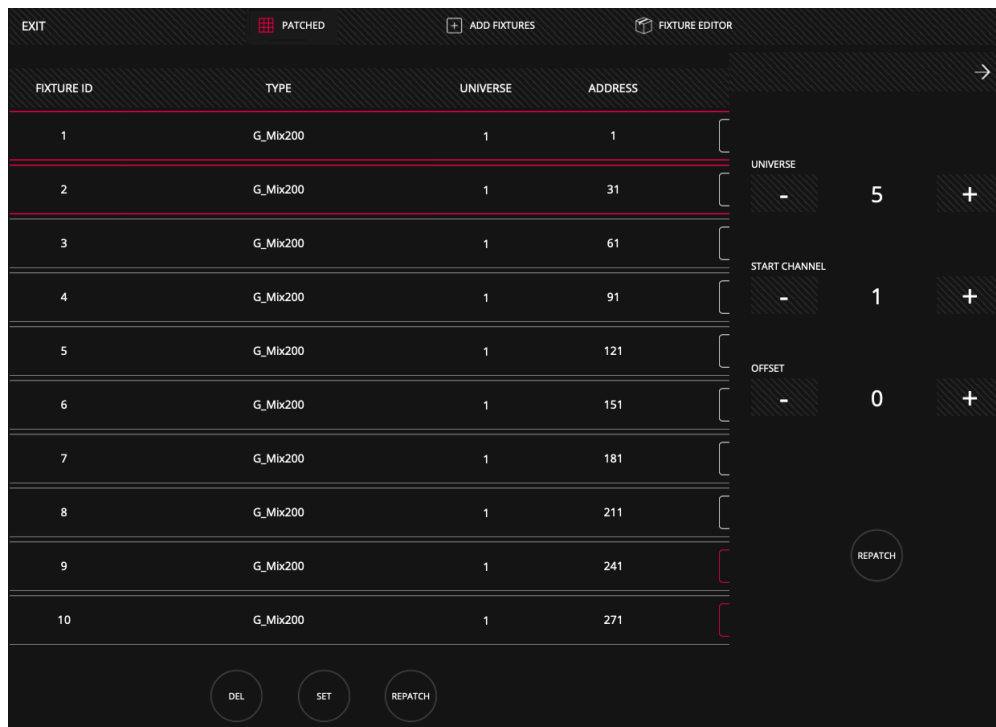 EXIT PATCHED ADD FIXTURES FIXTURE EDITOR
FIXTURE ID TYPE UNIVERSE ADDRESS
1 G_Mix200 1 1
2 G_Mix200 1 31
3 G_Mix200 1 61
4 G_Mix200 1 91
5 G_Mix200 1 121
6 G_Mix200 1 151
7 G_Mix200 1 181
8 G_Mix200 1 211
9 G_Mix200 1 241
10 G_Mix200 1 271
DEL SET REPATCH
UNIVERSE
- 5 +
START CHANNEL
- 1 +
OFFSET
- 0 +
REPATCH